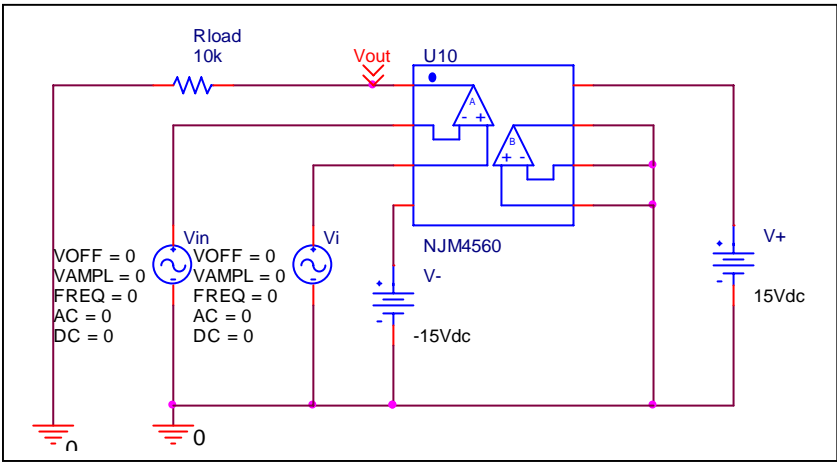 Rload
10k
Vout
U10
A
- +
B
+ -
NJM4560
Vin
VOFF = 0
VAMPL = 0
FREQ = 0
AC = 0
DC = 0
Vi
VOFF = 0
VAMPL = 0
FREQ = 0
AC = 0
DC = 0
V-
-15Vdc
V+
15Vdc
0
0